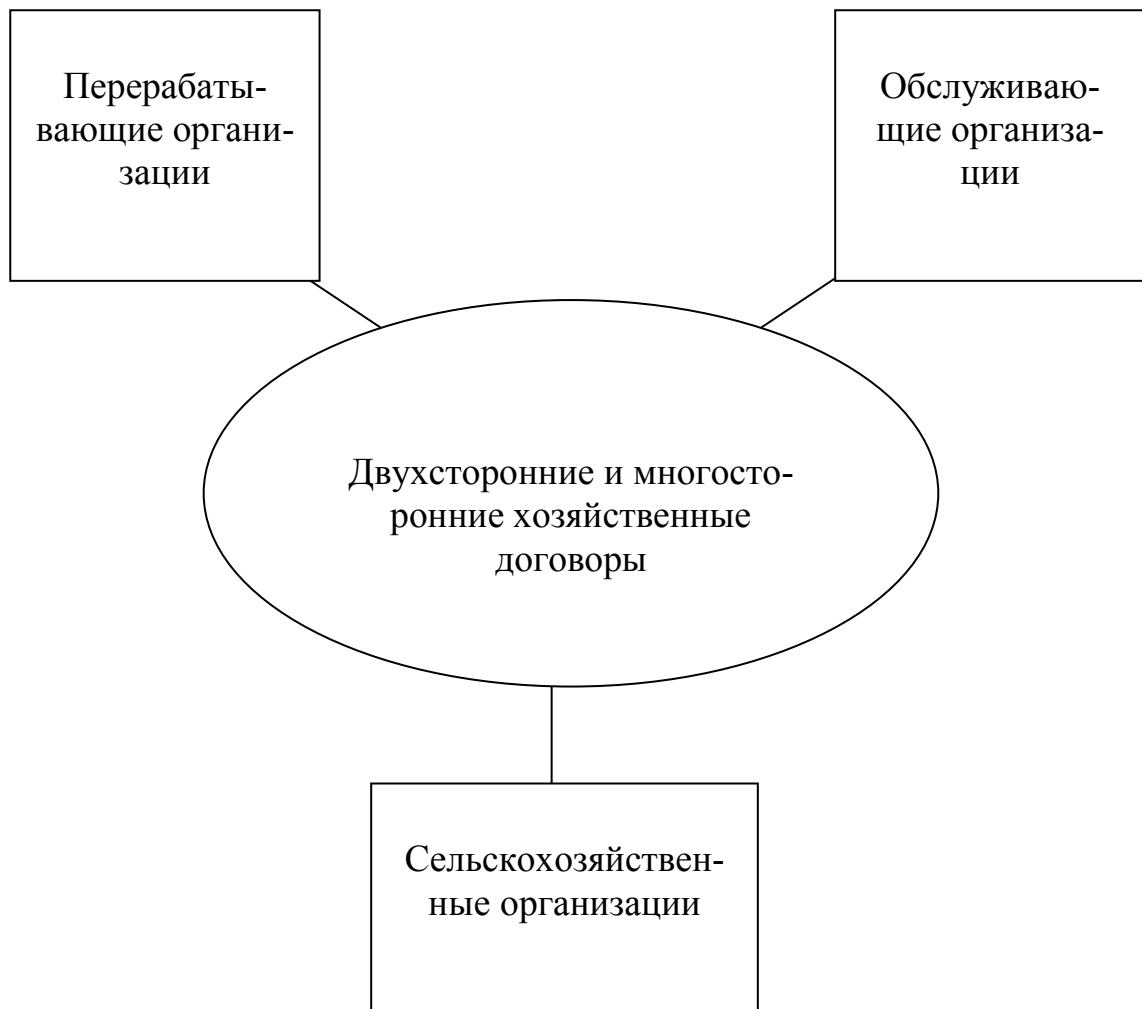 Перерабаты-
вающие органи-
зации
Обслуживаю-
щие организа-
ции
Двухсторонние и многосто-
ронние хозяйственные
договоры
Сельскохозяйствен-
ные организации